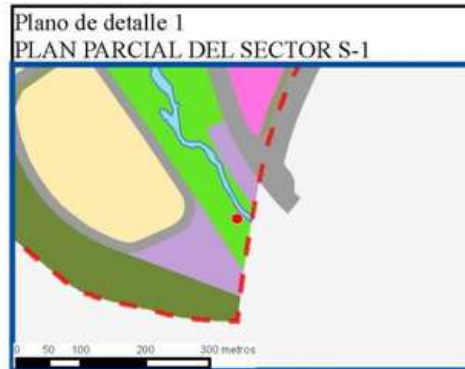 Plano de detalle 1
PLAN PARCIAL DEL SECTOR S-1
0 50 100 200 300 metros